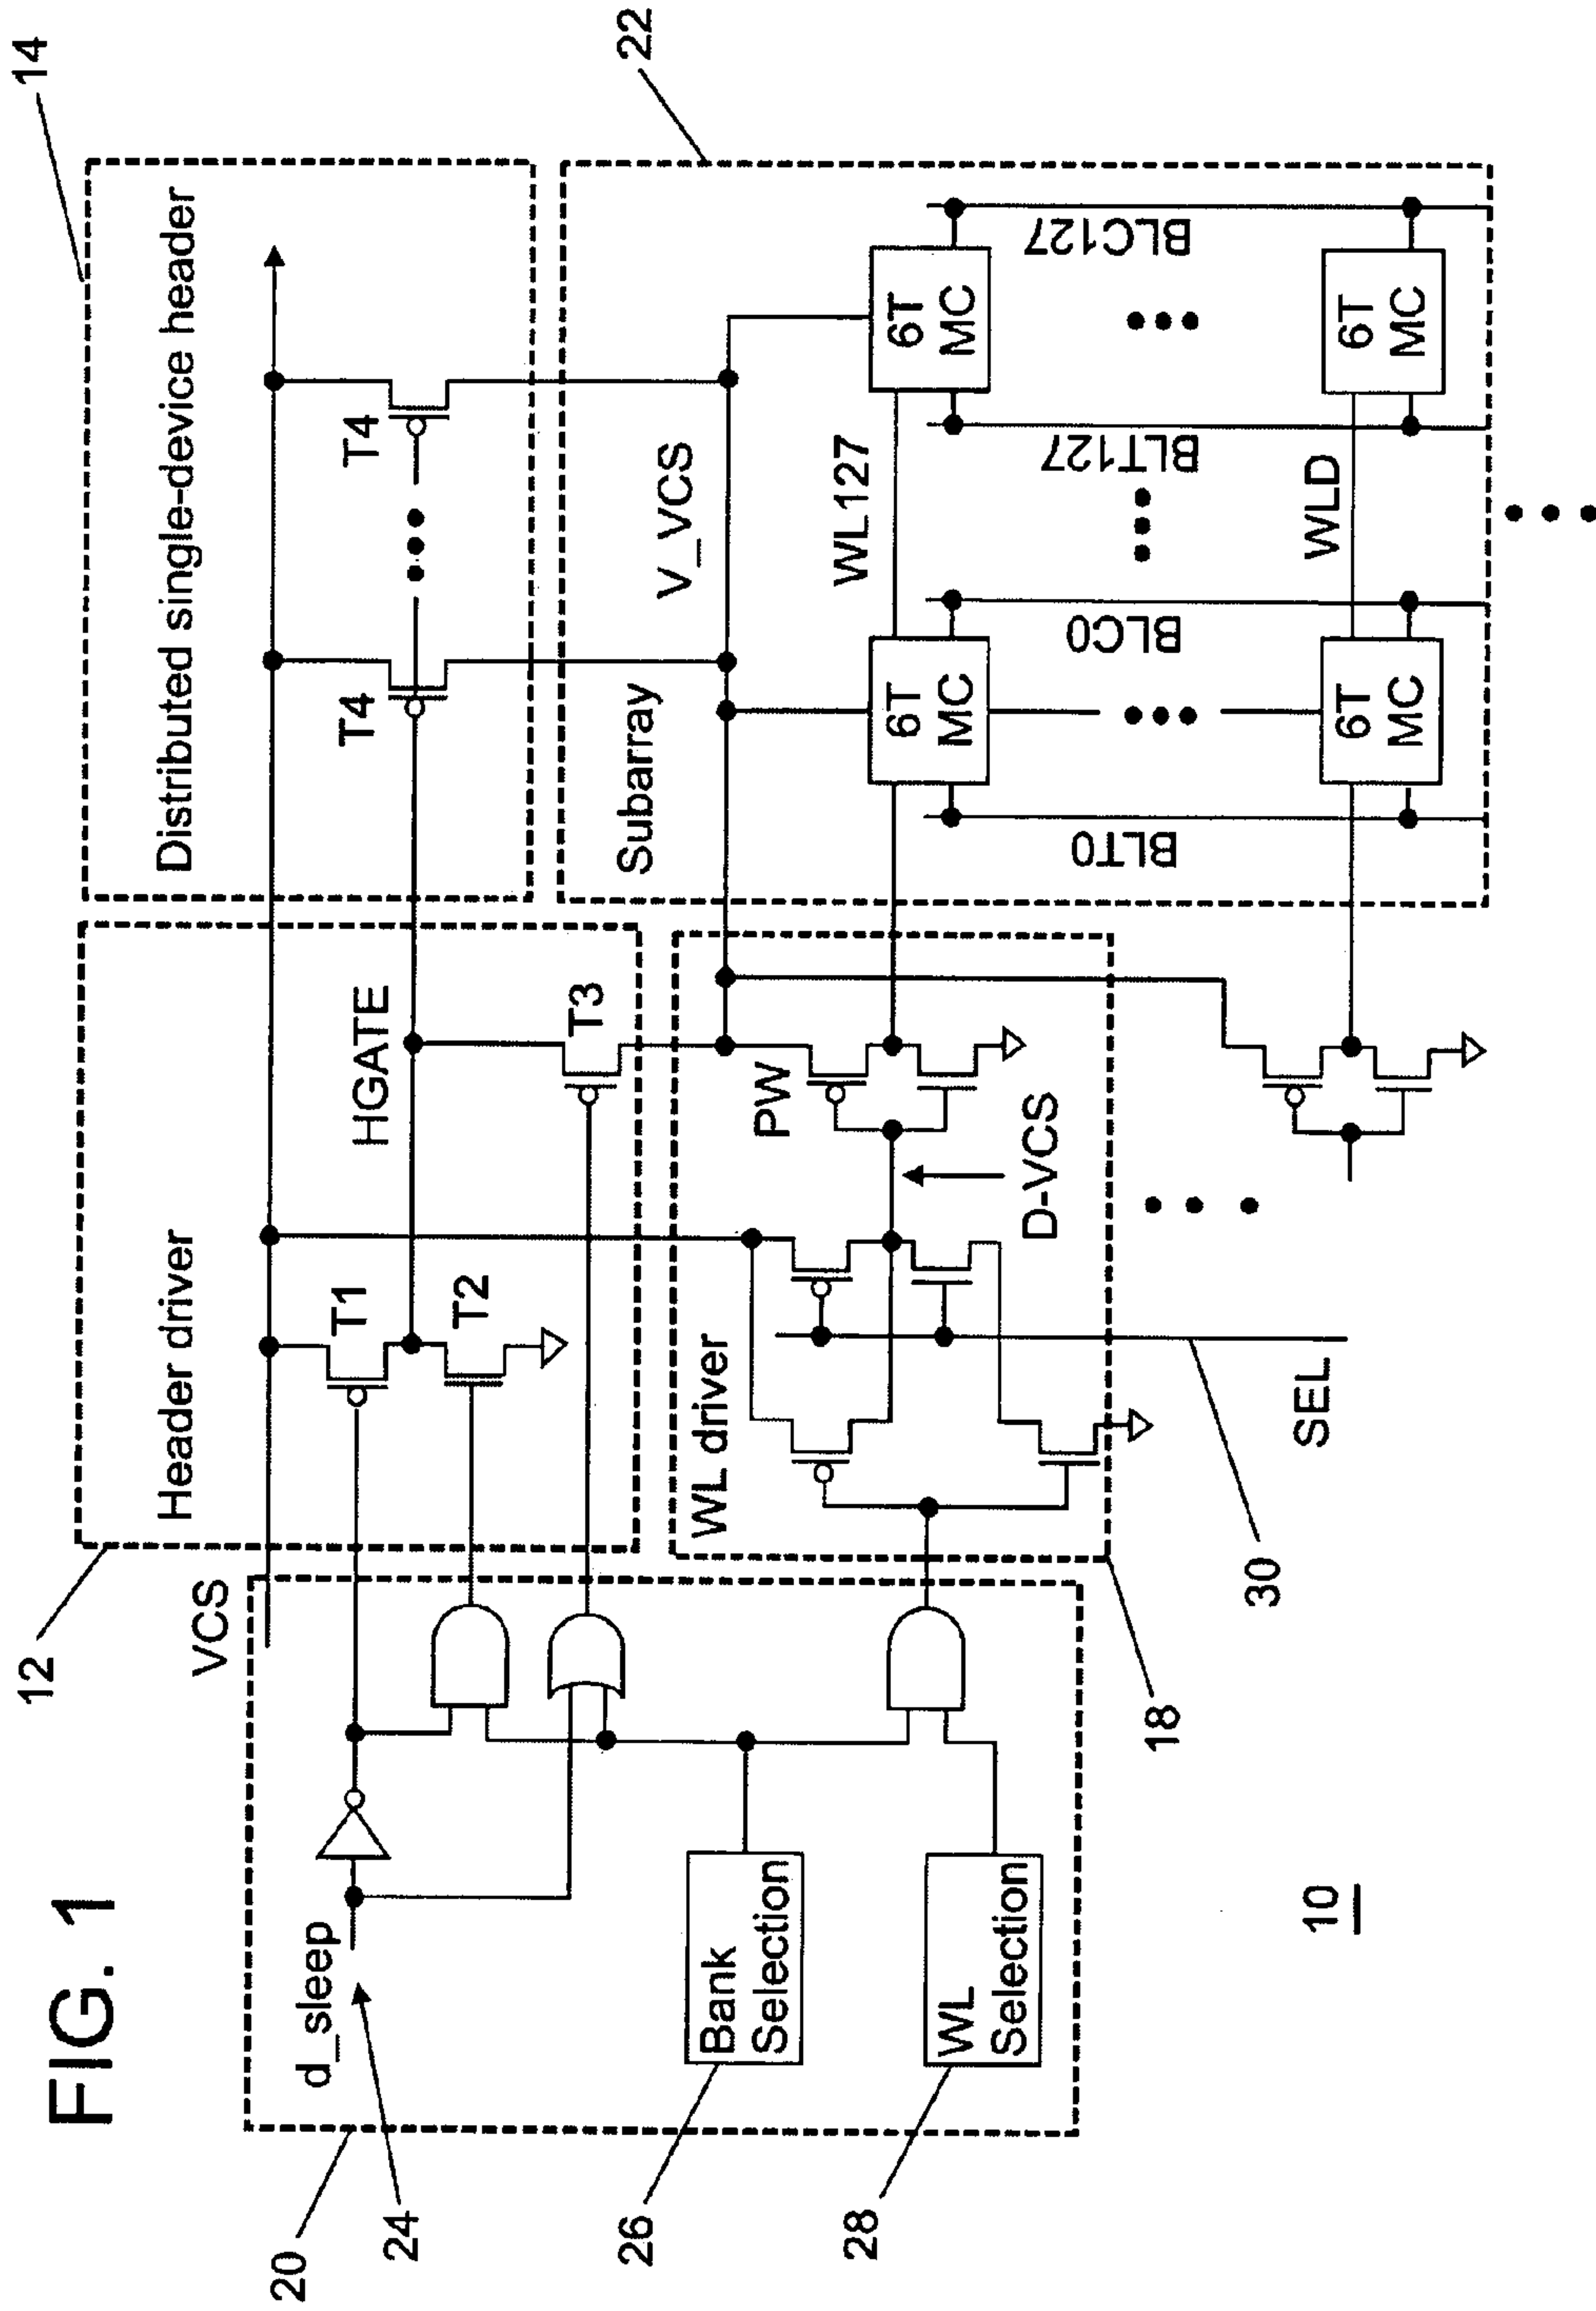 FIG. 1
10
12
14
Header driver
Distributed single-device header
VCS
T1
T2
HGATE
T3
T4
T4
20
d_sleep
24
26
Bank
Selection
28
WL
Selection
WL driver
PW
D-VCS
SEL
30
18
22
Subarray
V_VCS
WL127
6T
MC
6T
MC
BLT0
BLC0
BLT127
BLC127
WLD
6T
MC
6T
MC